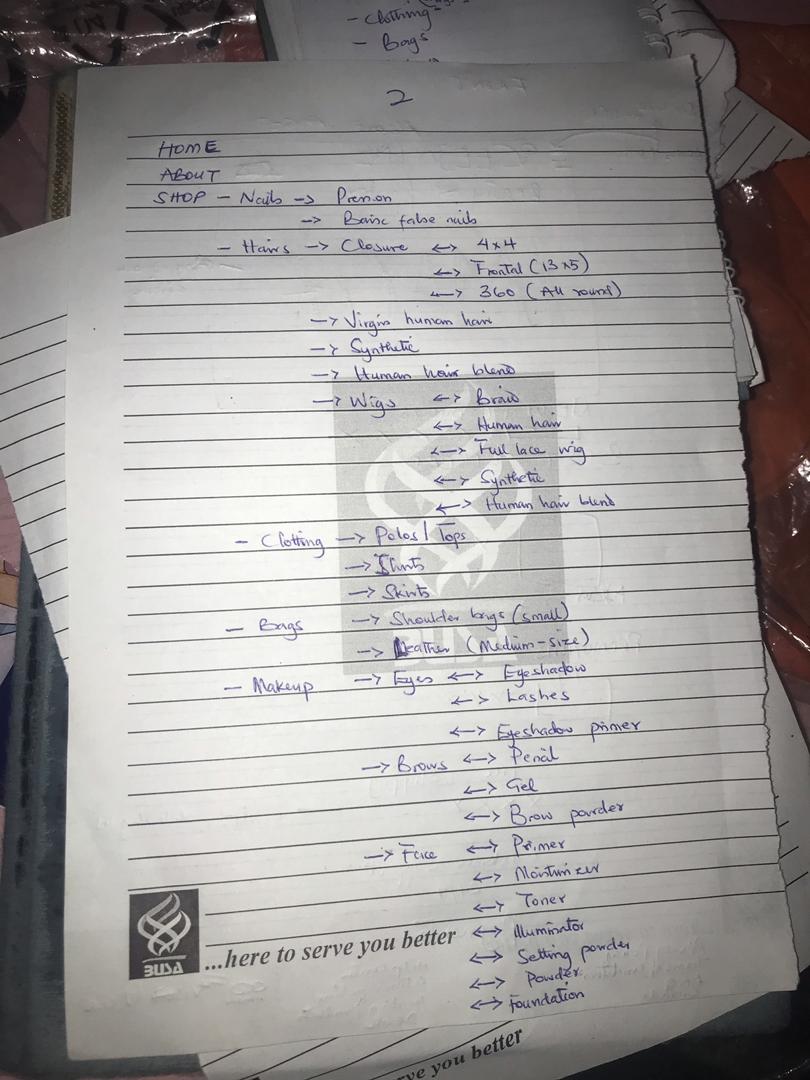 - Clothing
- Bags
2
HOME
ABOUT
SHOP - Nails -> Press on
-> Basic false nails
- Hairs -> Closure <-> 4x4
<-> Frontal (13x5)
<-> 360 (All round)
-> Virgin human hair
-> Synthetic
-> Human hair blend
-> Wigs <-> Braid
<-> Human hair
<-> Full lace wig
<-> Synthetic
<-> Human hair blend
- Clotting -> Polos / Tops
-> Shirts
-> Skirts
- Bags -> Shoulder bags (small)
-> Leather (Medium-size)
- Makeup -> Eyes <-> Eyeshadow
<-> Lashes
<-> Eyeshadow primer
-> Brows <-> Pencil
<-> Gel
<-> Brow powder
-> Face <-> Primer
<-> Moisturizer
<-> Toner
<-> Illuminator
<-> Setting powder
<-> Powder
<-> Foundation
BUSA
BUSA ...here to serve you better
ve you better